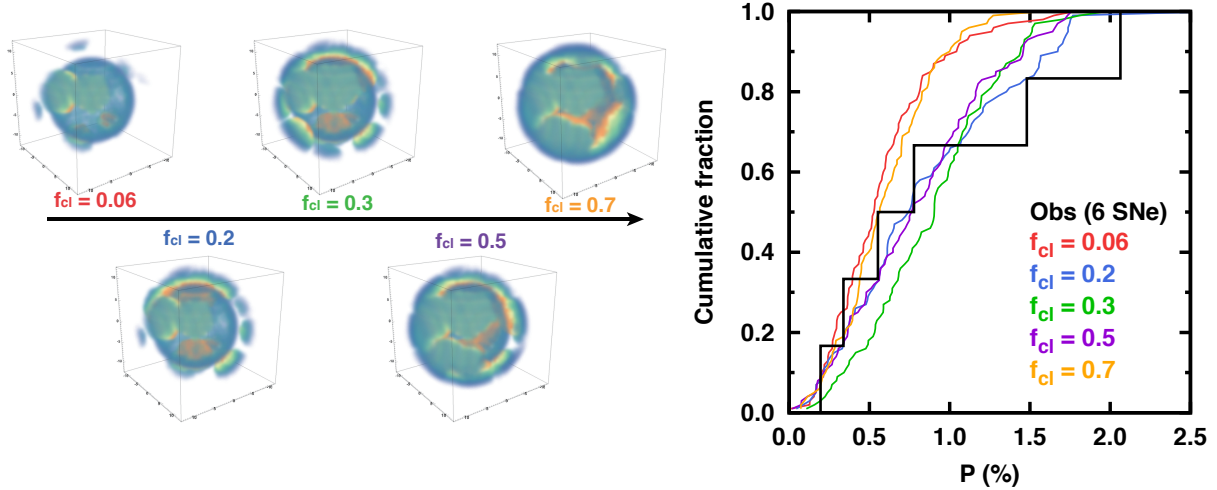 f_cl = 0.06
f_cl = 0.3
f_cl = 0.7
f_cl = 0.2
f_cl = 0.5
Cumulative fraction
1.0
0.8
0.6
0.4
0.2
0.0
Obs (6 SNe)
f_cl = 0.06
f_cl = 0.2
f_cl = 0.3
f_cl = 0.5
f_cl = 0.7
0.0 0.5 1.0 1.5 2.0 2.5
P (%)